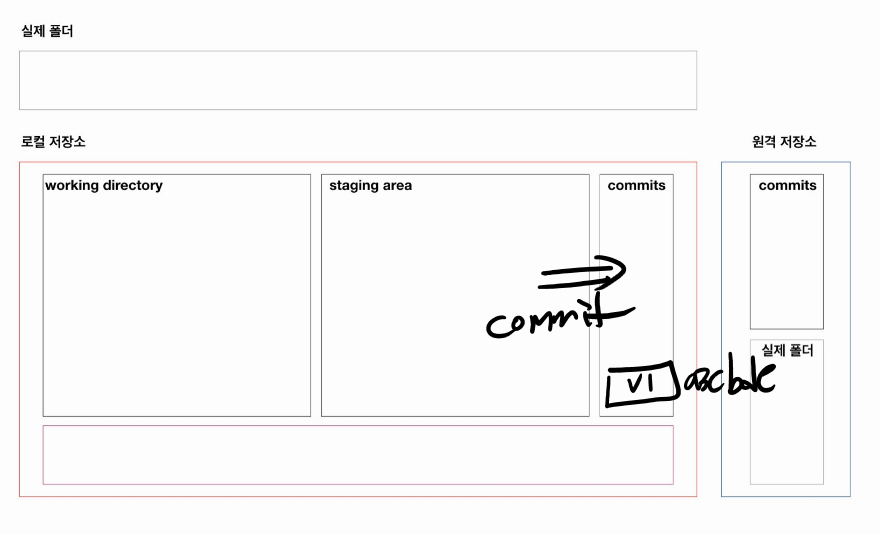 실제 폴더
로컬 저장소
원격 저장소
working directory
staging area
commits
commits
commit
실제 폴더
V1